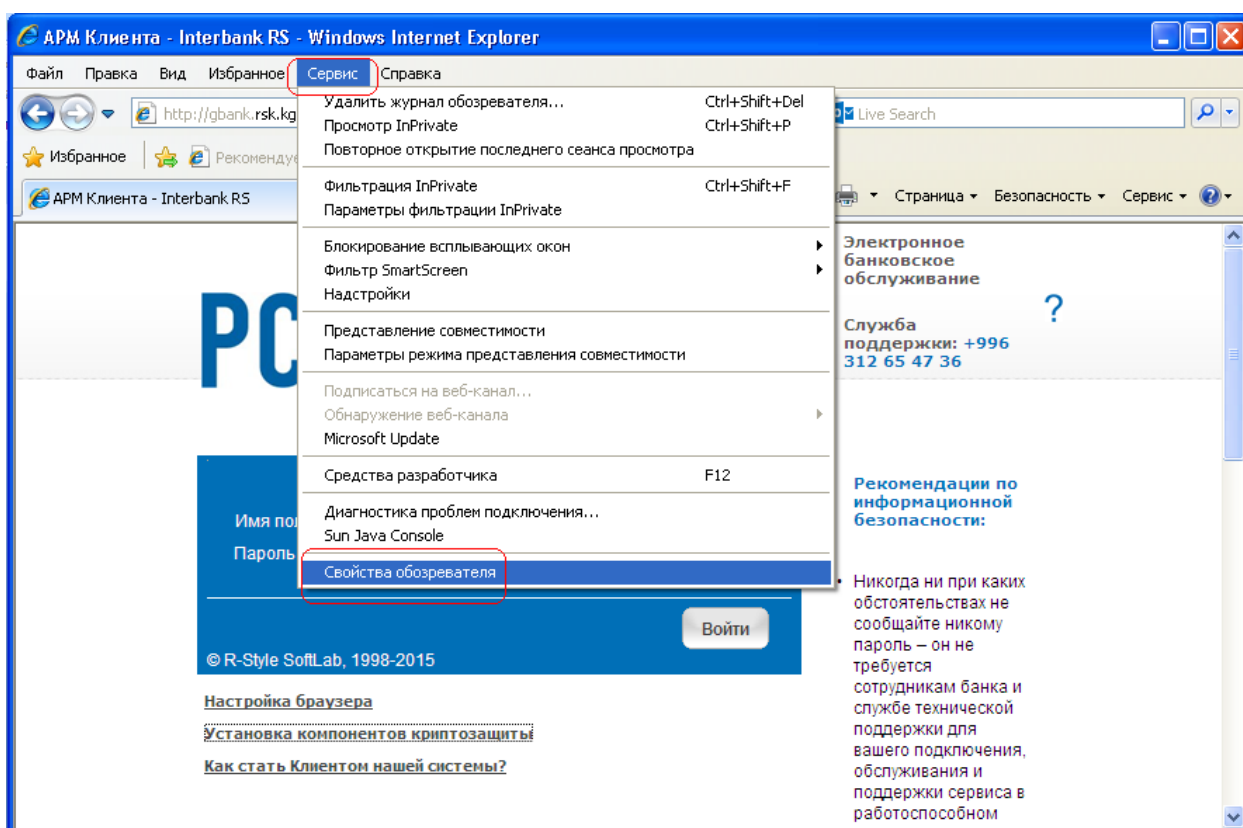 АРМ Клиента - Interbank RS - Windows Internet Explorer
Файл Правка Вид Избранное Сервис Справка
http://gbank.rsk.kg
Live Search
Избранное
АРМ Клиента - Interbank RS
Страница Безопасность Сервис
Удалить журнал обозревателя... Ctrl+Shift+Del
Просмотр InPrivate Ctrl+Shift+P
Повторное открытие последнего сеанса просмотра
Фильтрация InPrivate Ctrl+Shift+F
Параметры фильтрации InPrivate
Блокирование всплывающих окон
Фильтр SmartScreen
Надстройки
Представление совместимости
Параметры режима представления совместимости
Подписаться на веб-канал...
Обнаружение веб-канала
Microsoft Update
Средства разработчика F12
Диагностика проблем подключения...
Sun Java Console
Свойства обозревателя
РС
Имя
Пароль
Войти
© R-Style SoftLab, 1998-2015
Настройка браузера
Установка компонентов криптозащиты
Как стать Клиентом нашей системы?
Электронное
банковское
обслуживание
?
Служба
поддержки: +996
312 65 47 36
Рекомендации по
информационной
безопасности:
• Никогда ни при каких
обстоятельствах не
сообщайте никому
пароль – он не
требуется
сотрудникам банка и
службе технической
поддержки для
вашего подключения,
обслуживания и
поддержки сервиса в
работоспособном